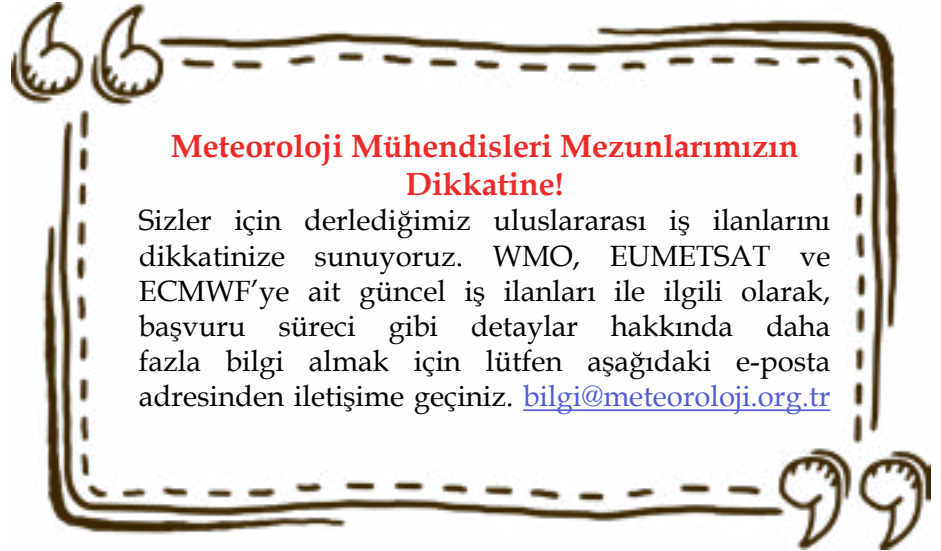 Meteoroloji Mühendisleri Mezunlarımızın
Dikkatine!
Sizler için derlediğimiz uluslararası iş ilanlarını
dikkatinize sunuyoruz. WMO, EUMETSAT ve
ECMWF’ye ait güncel iş ilanları ile ilgili olarak,
başvuru süreci gibi detaylar hakkında daha
fazla bilgi almak için lütfen aşağıdaki e-posta
adresinden iletişime geçiniz. bilgi@meteoroloji.org.tr